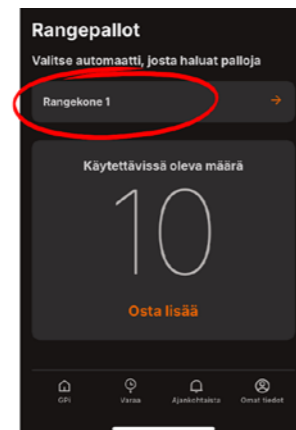 Rangepallot
Valitse automaatti, josta haluat palloja
Rangekone 1
Käytettävissä oleva määrä
10
Osta lisää
GPi Varaa Ajankohtaista Omat tiedot